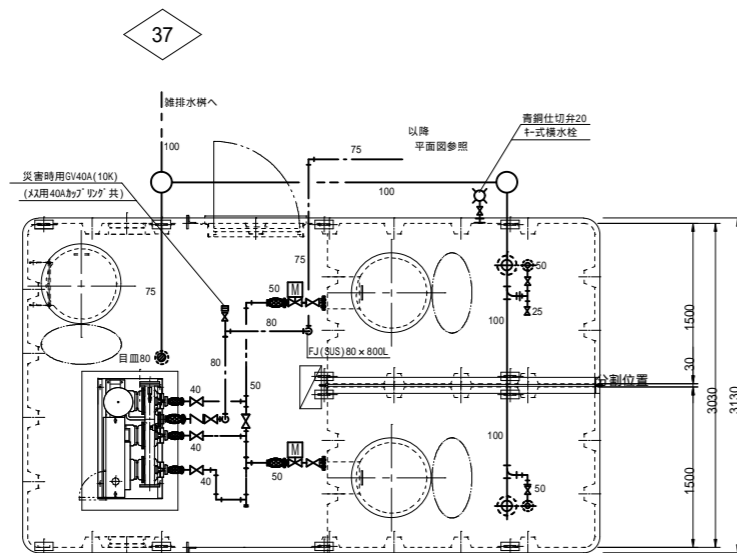 37
雑排水桝へ
100
以降
平面図参照
75
青銅仕切弁20
キー式横水栓
災害時用GV40A(10K)
(メス用40Aカップリング共)
100
75
75
50
M
50
25
80
100
目皿80
80
FJ(SUS)80×800L
40
50
分割位置
40
40
100
M
50
50
1500
30
1500
3030
3130